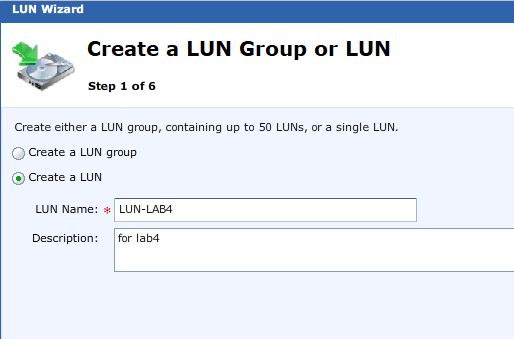 LUN Wizard
Create a LUN Group or LUN
Step 1 of 6
Create either a LUN group, containing up to 50 LUNs, or a single LUN.
Create a LUN group
Create a LUN
LUN Name: * LUN-LAB4
Description: for lab4